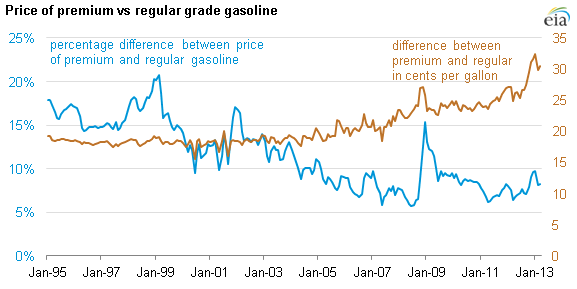 Price of premium vs regular grade gasoline
eia
25%
20%
15%
10%
5%
0%
percentage difference between price
of premium and regular gasoline
difference between
premium and regular
in cents per gallon
35
30
25
20
15
10
5
0
Jan-95 Jan-97 Jan-99 Jan-01 Jan-03 Jan-05 Jan-07 Jan-09 Jan-11 Jan-13